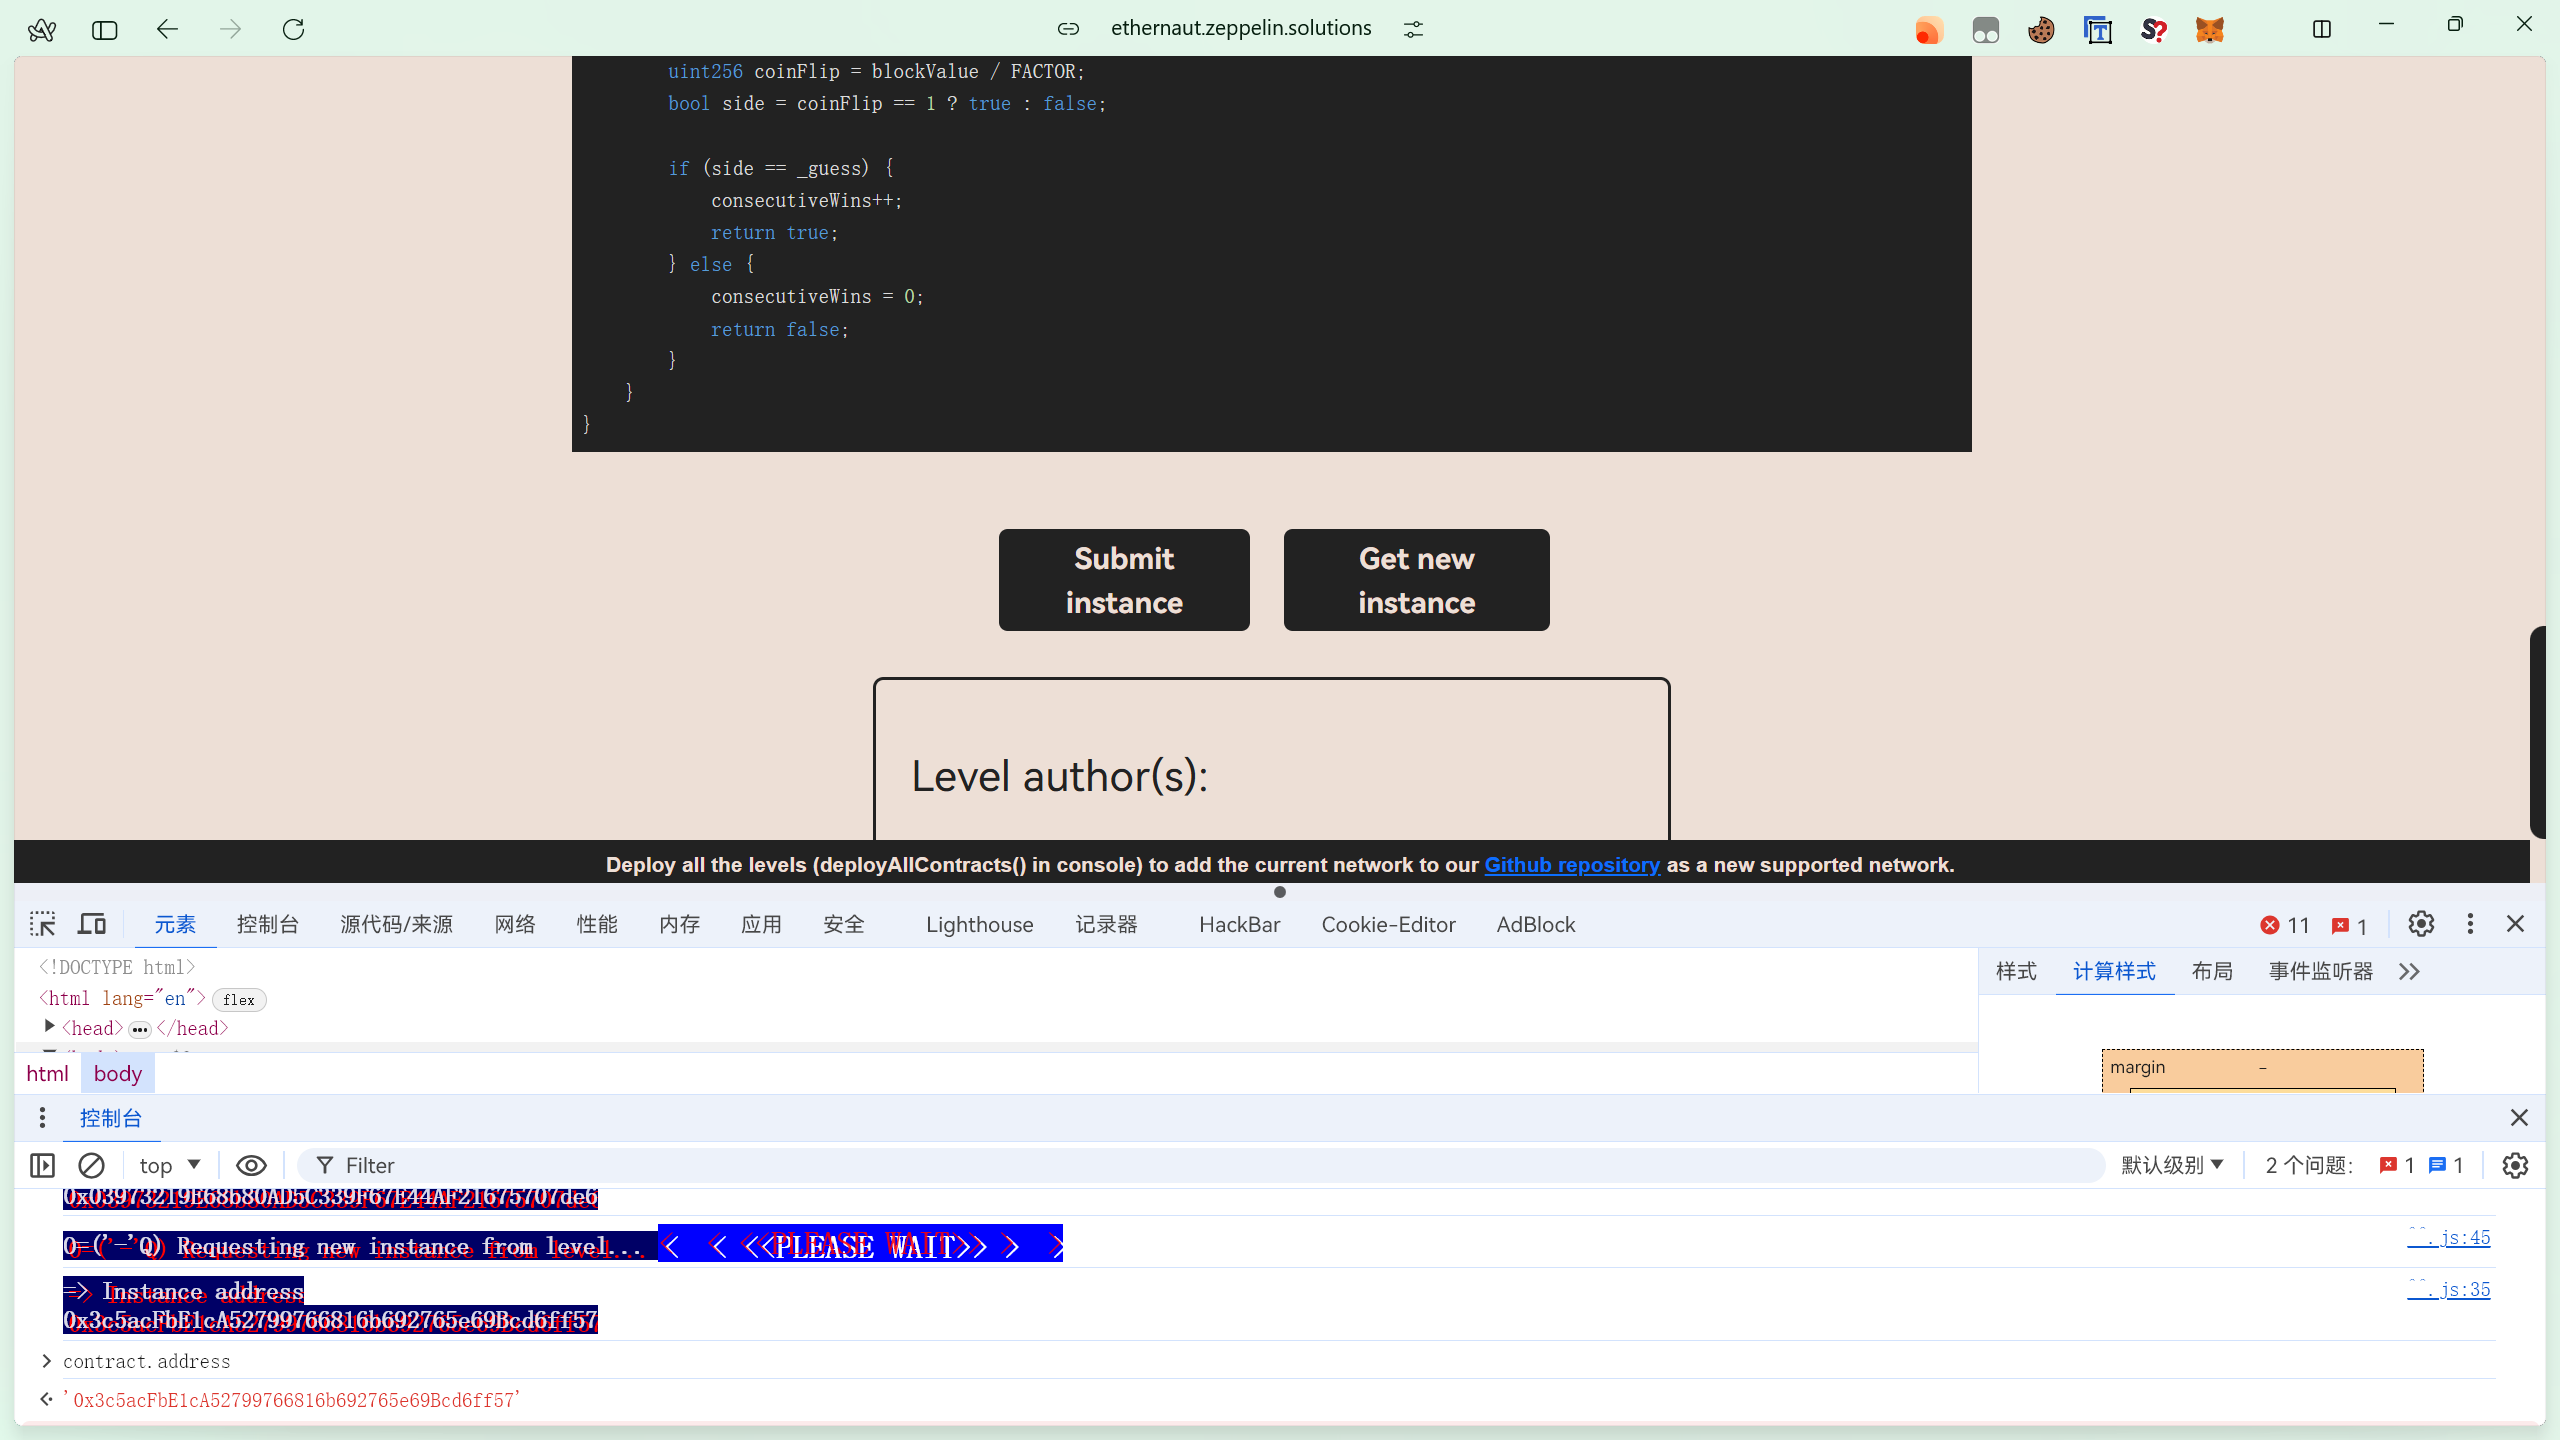 ethernaut.zeppelin.solutions
uint256 coinFlip = blockValue / FACTOR;
bool side = coinFlip == 1 ? true : false;
if (side == _guess) {
consecutiveWins++;
return true;
} else {
consecutiveWins = 0;
return false;
}
}
}
Submit instance
Get new instance
Level author(s):
Deploy all the levels (deployAllContracts() in console) to add the current network to our Github repository as a new supported network.
元素 控制台 源代码/来源 网络 性能 内存 应用 安全 Lighthouse 记录器 HackBar Cookie-Editor AdBlock 11 1
<!DOCTYPE html>
<html lang="en"> flex
<head> ••• </head>
html body
样式 计算样式 布局 事件监听器
margin -
控制台
top Filter 默认级别 2 个问题: 1 1
0x03973219E68b80AD5C339F67E44AF21675707de6
0=('-'Q) Requesting new instance from level... < < <<PLEASE WAIT>> > > ^^.js:45
=> Instance address ^^.js:35
0x3c5acFbE1cA52799766816b692765e69Bcd6ff57
contract.address
'0x3c5acFbE1cA52799766816b692765e69Bcd6ff57'